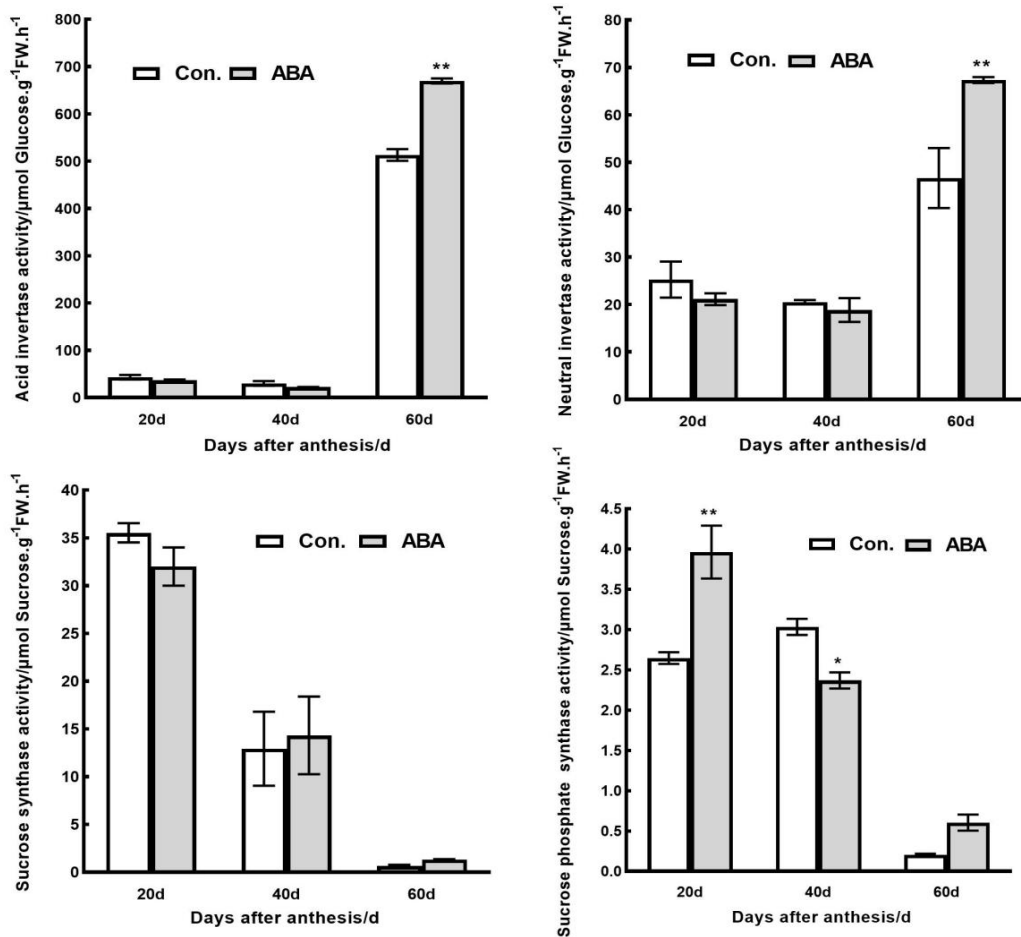 Acid invertase activity/μmol Glucose.g⁻¹FW.h⁻¹
800
700
600
500
400
300
200
100
0
Con. ABA
**
20d 40d 60d
Days after anthesis/d
Neutral invertase activity/μmol Glucose.g⁻¹FW.h⁻¹
80
70
60
50
40
30
20
10
0
Con. ABA
**
20d 40d 60d
Days after anthesis/d
Sucrose synthase activity/μmol Sucrose.g⁻¹FW.h⁻¹
40
35
30
25
20
15
10
5
0
Con. ABA
20d 40d 60d
Days after anthesis/d
Sucrose phosphate synthase activity/μmol Sucrose.g⁻¹FW.h⁻¹
4.5
4.0
3.5
3.0
2.5
2.0
1.5
1.0
0.5
0.0
**
Con. ABA
*
20d 40d 60d
Days after anthesis/d